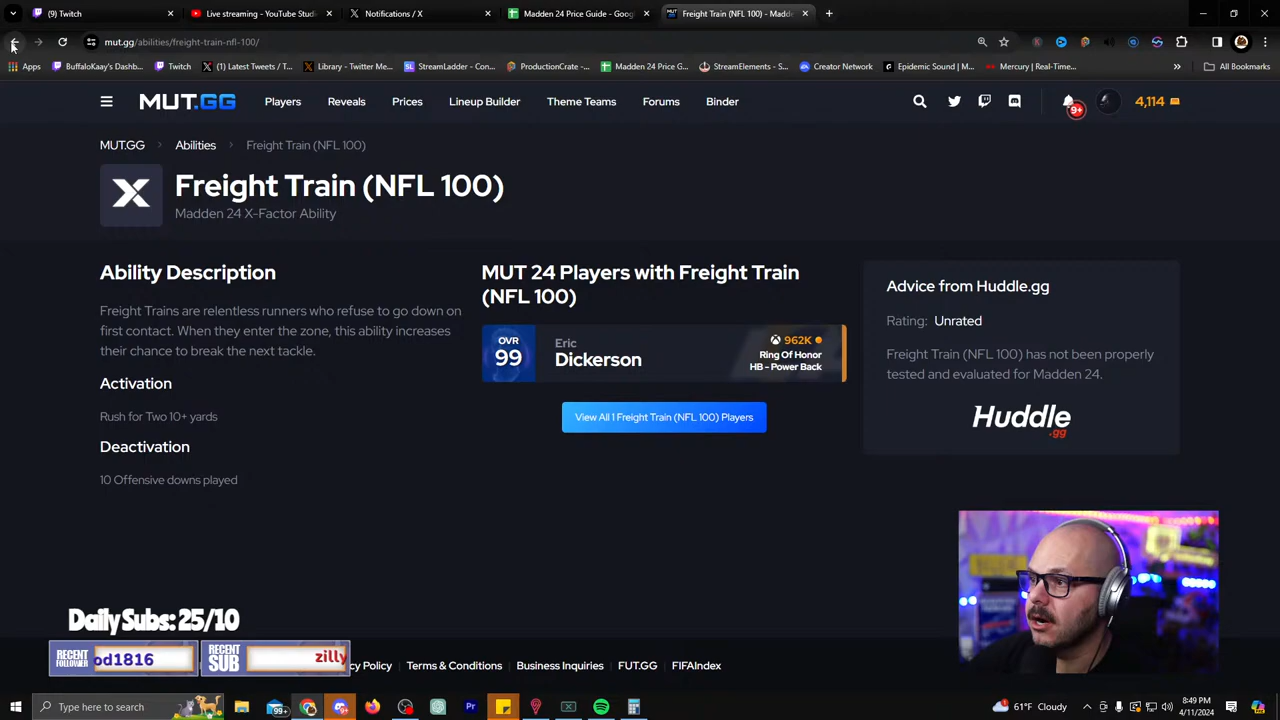 (9) Twitch
Live streaming - YouTube Studi
Notifications / X
Madden 24 Price Guide - Goog
Freight Train (NFL 100) - Madde
mut.gg/abilities/freight-train-nfl-100/
Apps
BuffaloKaay's Dashb...
Twitch
(1) Latest Tweets / T...
Library - Twitter Me...
StreamLadder - Con...
ProductionCrate - V...
Madden 24 Price G...
StreamElements - S...
Creator Network
Epidemic Sound | M...
Mercury | Real-Time...
All Bookmarks
MUT.GG
Players
Reveals
Prices
Lineup Builder
Theme Teams
Forums
Binder
9+
4,114
MUT.GG > Abilities > Freight Train (NFL 100)
Freight Train (NFL 100)
Madden 24 X-Factor Ability
Ability Description
Freight Trains are relentless runners who refuse to go down on
first contact. When they enter the zone, this ability increases
their chance to break the next tackle.
Activation
Rush for Two 10+ yards
Deactivation
10 Offensive downs played
MUT 24 Players with Freight Train
(NFL 100)
OVR
99
Eric
Dickerson
962K
Ring Of Honor
HB - Power Back
View All 1 Freight Train (NFL 100) Players
Advice from Huddle.gg
Rating: Unrated
Freight Train (NFL 100) has not been properly
tested and evaluated for Madden 24.
Huddle
.gg
Daily Subs: 25/10
RECENT
FOLLOWER
od1816
RECENT
SUB
zilly
cy Policy
Terms & Conditions
Business Inquiries
FUT.GG
FIFAIndex
Type here to search
99+
61°F Cloudy
8:49 PM
4/11/2024